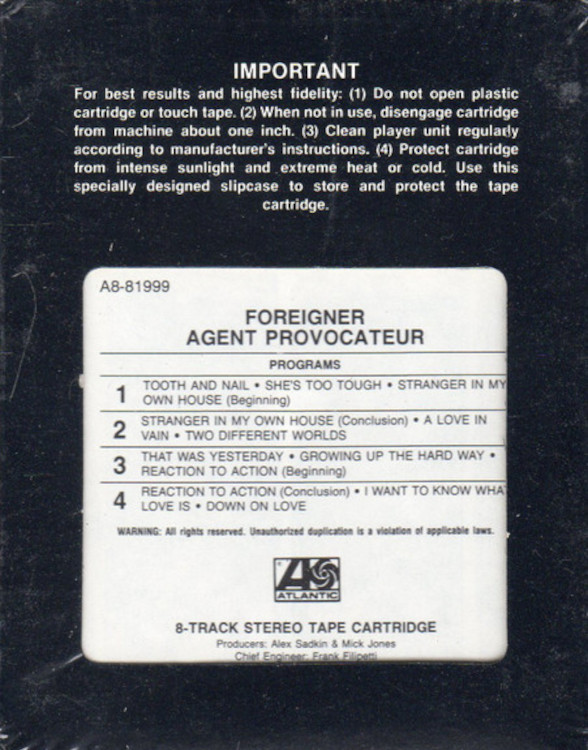 IMPORTANT
For best results and highest fidelity: (1) Do not open plastic
cartridge or touch tape. (2) When not in use, disengage cartridge
from machine about one inch. (3) Clean player unit regularly
according to manufacturer's instructions. (4) Protect cartridge
from intense sunlight and extreme heat or cold. Use this
specially designed slipcase to store and protect the tape
cartridge.
A8-81999
FOREIGNER
AGENT PROVOCATEUR
PROGRAMS
1 TOOTH AND NAIL • SHE'S TOO TOUGH • STRANGER IN MY
OWN HOUSE (Beginning)
2 STRANGER IN MY OWN HOUSE (Conclusion) • A LOVE IN
VAIN • TWO DIFFERENT WORLDS
3 THAT WAS YESTERDAY • GROWING UP THE HARD WAY •
REACTION TO ACTION (Beginning)
4 REACTION TO ACTION (Conclusion) • I WANT TO KNOW WHAT
LOVE IS • DOWN ON LOVE
WARNING: All rights reserved. Unauthorized duplication is a violation of applicable laws.
ATLANTIC
8-TRACK STEREO TAPE CARTRIDGE
Producers: Alex Sadkin & Mick Jones
Chief Engineer: Frank Filipetti